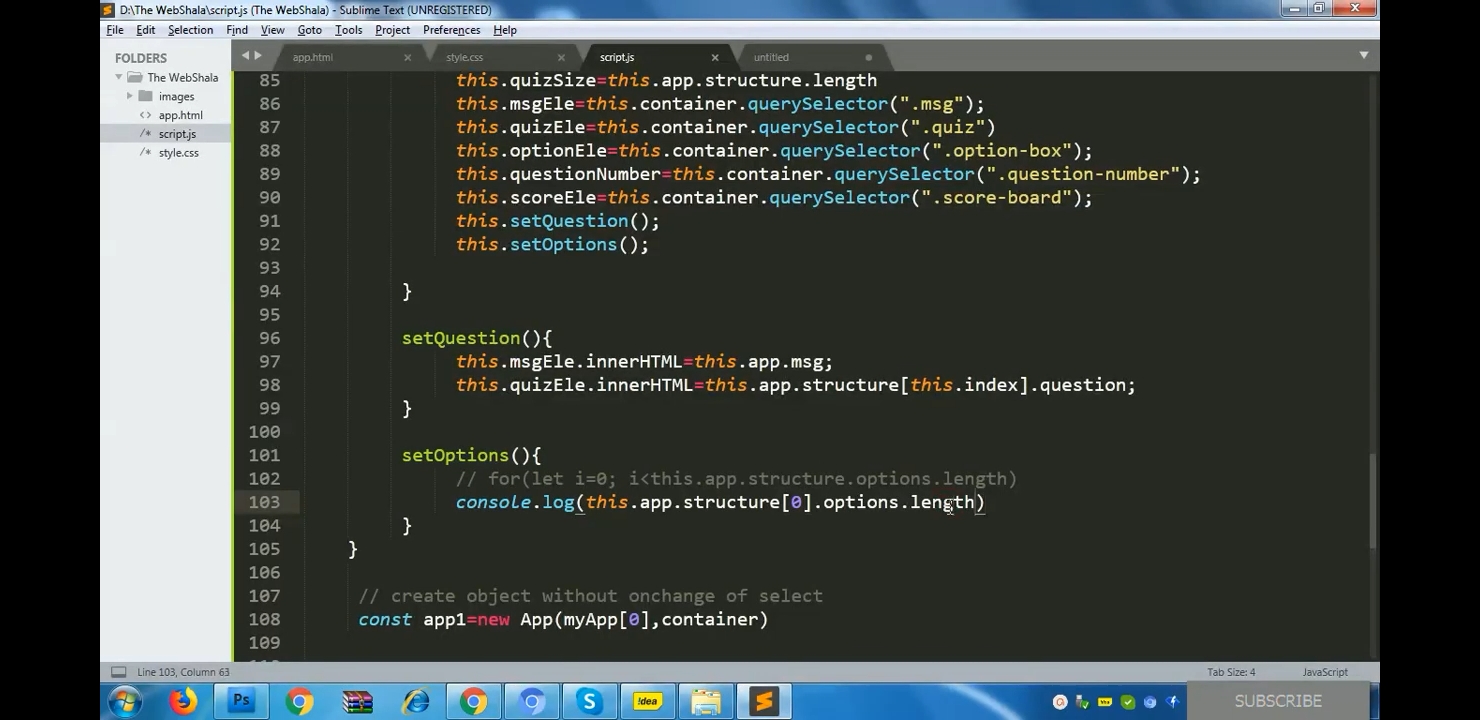 D:\The WebShala\script.js (The WebShala) - Sublime Text (UNREGISTERED)
File Edit Selection Find View Goto Tools Project Preferences Help
FOLDERS
The WebShala
images
app.html
script.js
style.css
app.html style.css script.js untitled
85 this.quizSize=this.app.structure.length
86 this.msgEle=this.container.querySelector(".msg");
87 this.quizEle=this.container.querySelector(".quiz")
88 this.optionEle=this.container.querySelector(".option-box");
89 this.questionNumber=this.container.querySelector(".question-number");
90 this.scoreEle=this.container.querySelector(".score-board");
91 this.setQuestion();
92 this.setOptions();
93
94 }
95
96 setQuestion(){
97 this.msgEle.innerHTML=this.app.msg;
98 this.quizEle.innerHTML=this.app.structure[this.index].question;
99 }
100
101 setOptions(){
102 // for(let i=0; i<this.app.structure.options.length)
103 console.log(this.app.structure[0].options.length)
104 }
105 }
106
107 // create object without onchange of select
108 const app1=new App(myApp[0],container)
109
Line 103, Column 63 Tab Size: 4 JavaScript
Ps !dea SUBSCRIBE